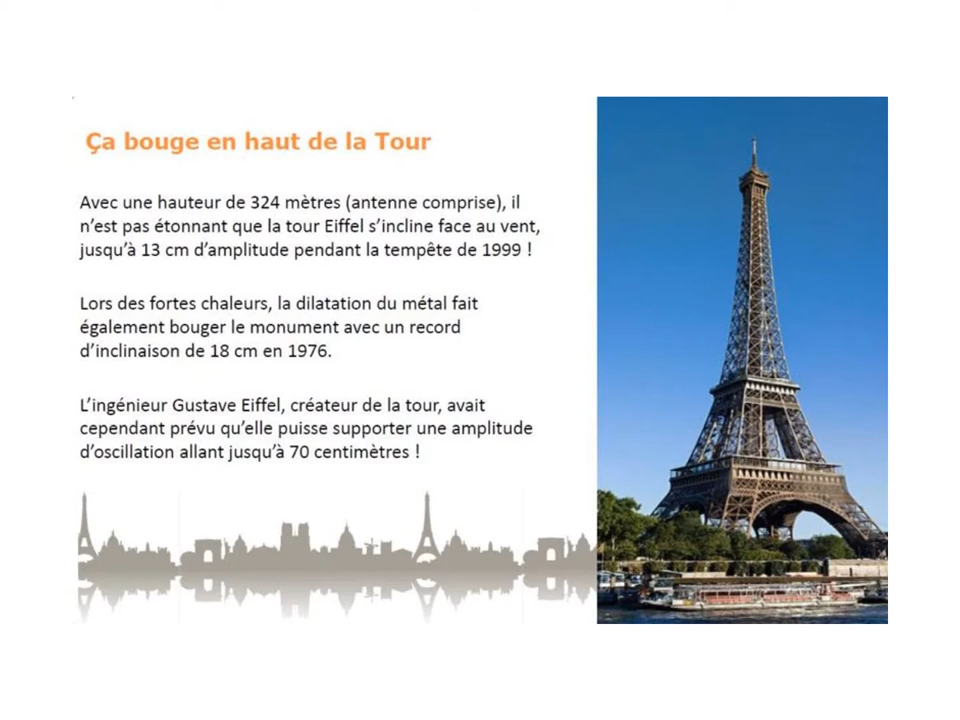 Ça bouge en haut de la Tour
Avec une hauteur de 324 mètres (antenne comprise), il
n’est pas étonnant que la tour Eiffel s’incline face au vent,
jusqu’à 13 cm d’amplitude pendant la tempête de 1999 !
Lors des fortes chaleurs, la dilatation du métal fait
également bouger le monument avec un record
d’inclinaison de 18 cm en 1976.
L’ingénieur Gustave Eiffel, créateur de la tour, avait
cependant prévu qu’elle puisse supporter une amplitude
d’oscillation allant jusqu’à 70 centimètres !